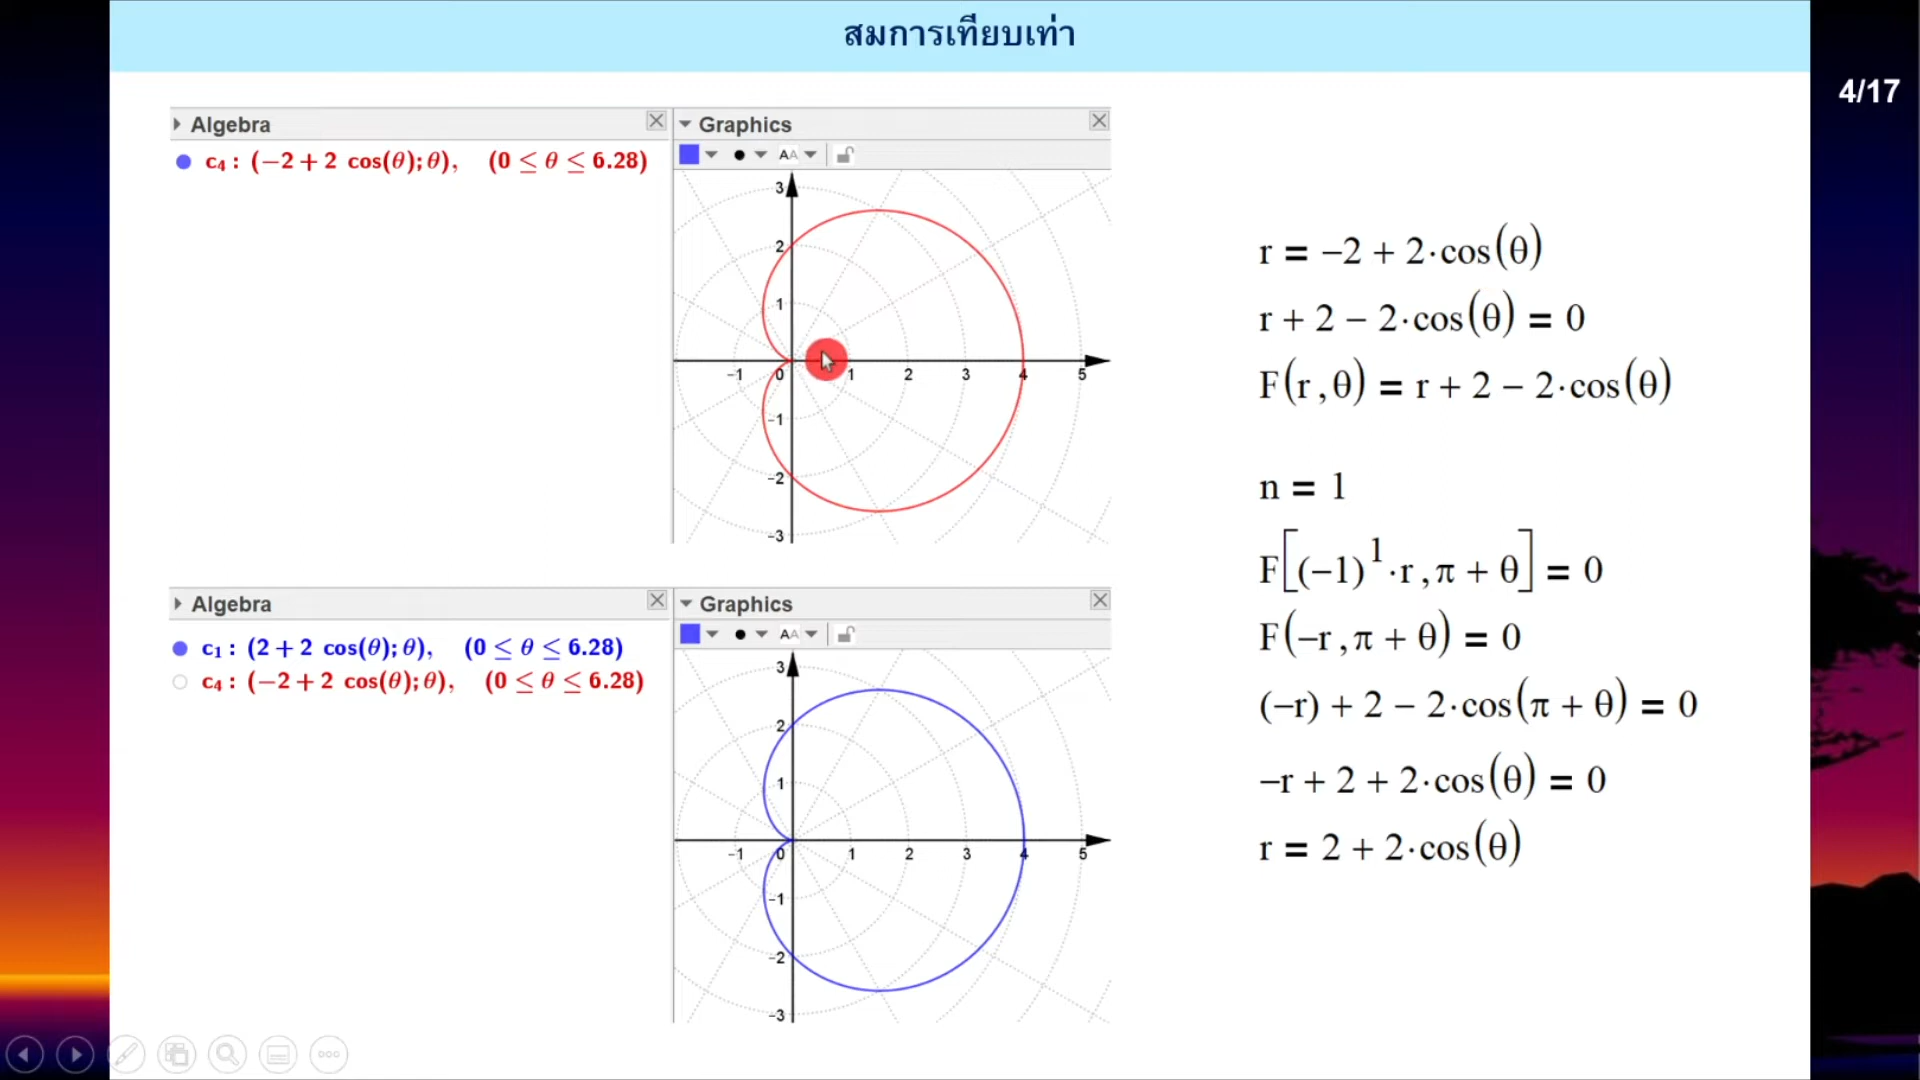 สมการเทียบเท่า
4/17
Algebra
c₄ : (−2 + 2 cos(θ); θ), (0 ≤ θ ≤ 6.28)
Graphics
AA
3
2
1
−1 0 1 2 3 4 5
−1
−2
−3
r = −2 + 2·cos(θ)
r + 2 − 2·cos(θ) = 0
F(r,θ) = r + 2 − 2·cos(θ)
n = 1
F[(−1)¹·r,π + θ] = 0
F(−r,π + θ) = 0
(−r) + 2 − 2·cos(π + θ) = 0
−r + 2 + 2·cos(θ) = 0
r = 2 + 2·cos(θ)
Algebra
c₁ : (2 + 2 cos(θ); θ), (0 ≤ θ ≤ 6.28)
c₄ : (−2 + 2 cos(θ); θ), (0 ≤ θ ≤ 6.28)
Graphics
AA
3
2
1
−1 0 1 2 3 4 5
−1
−2
−3